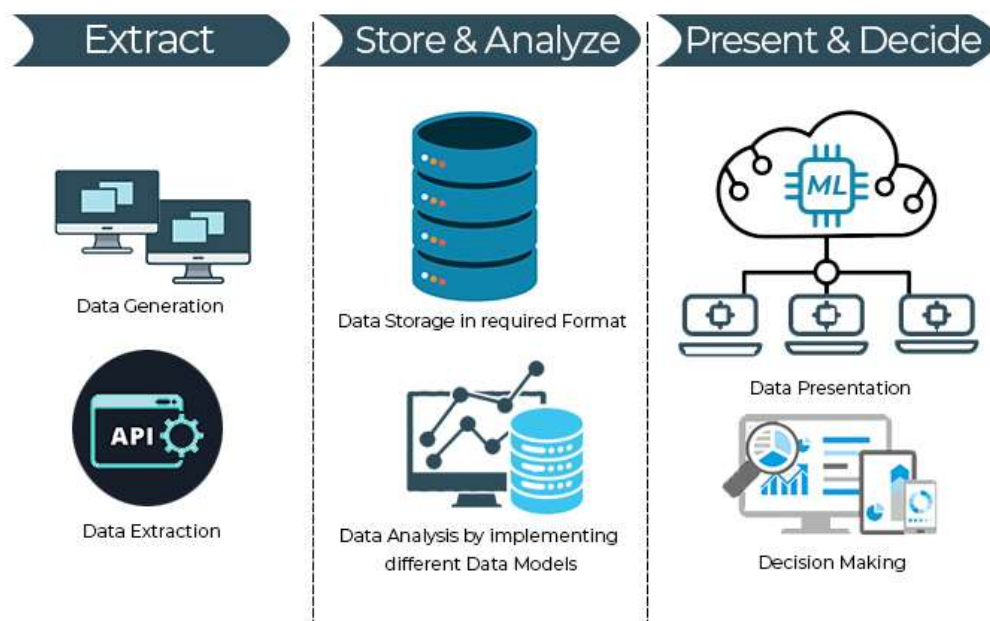 Extract
Store & Analyze
Present & Decide
Data Generation
API
Data Extraction
Data Storage in required Format
Data Analysis by implementing
different Data Models
ML
Data Presentation
Decision Making